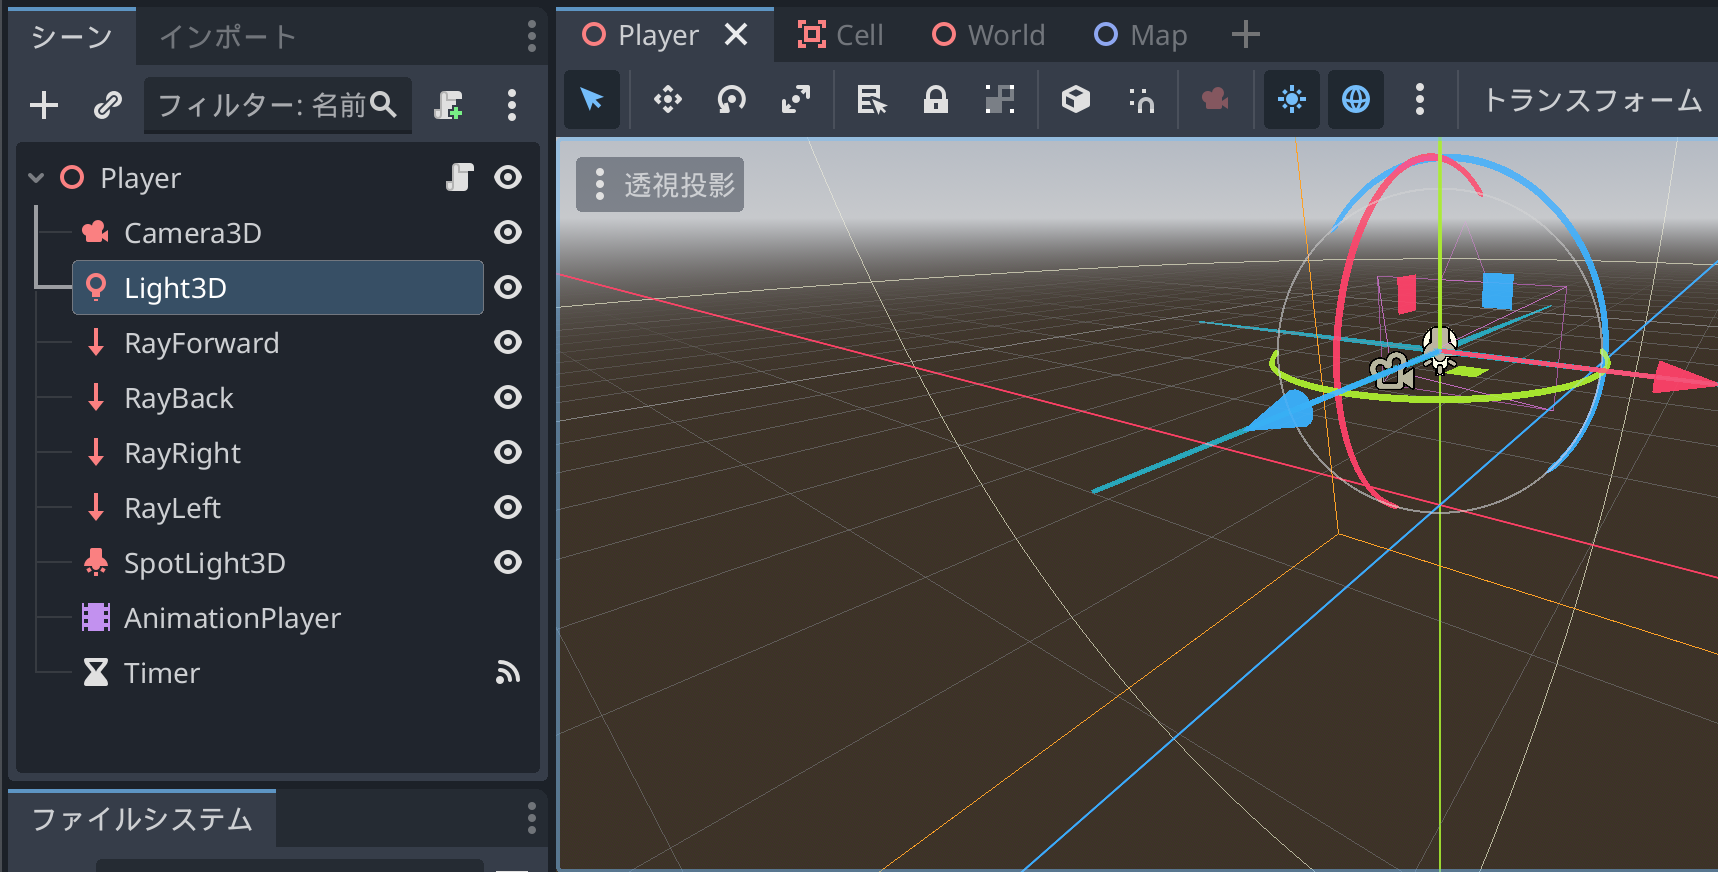 シーン
インポート
フィルター: 名前
Player
Camera3D
Light3D
RayForward
RayBack
RayRight
RayLeft
SpotLight3D
AnimationPlayer
Timer
ファイルシステム
Player
Cell
World
Map
トランスフォーム
透視投影